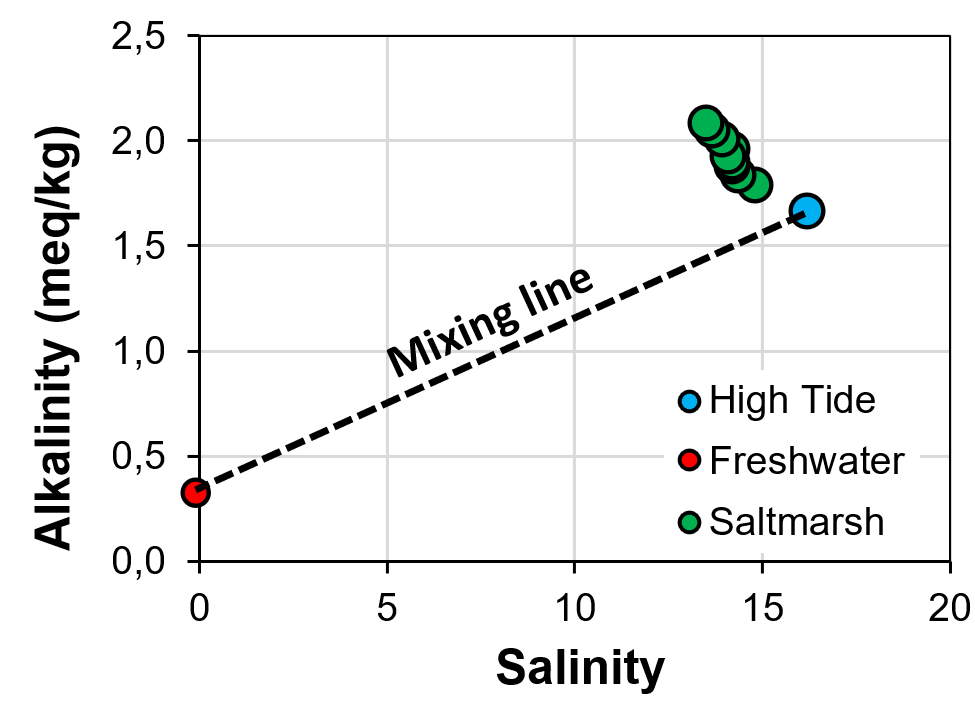 2,5
2,0
1,5
1,0
0,5
0,0
Alkalinity (meq/kg)
Mixing line
High Tide
Freshwater
Saltmarsh
0 5 10 15 20
Salinity